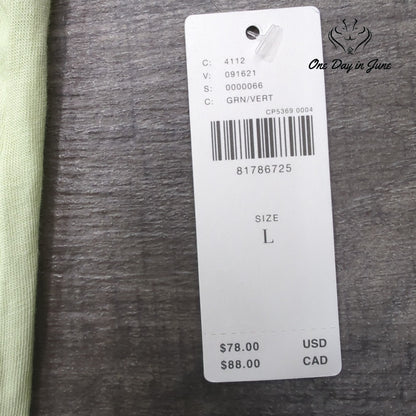 One Day in June
C: 4112
V: 091621
S: 0000066
C: GRN/VERT
CP5369 0004
81786725
SIZE
L
$78.00 USD
$88.00 CAD